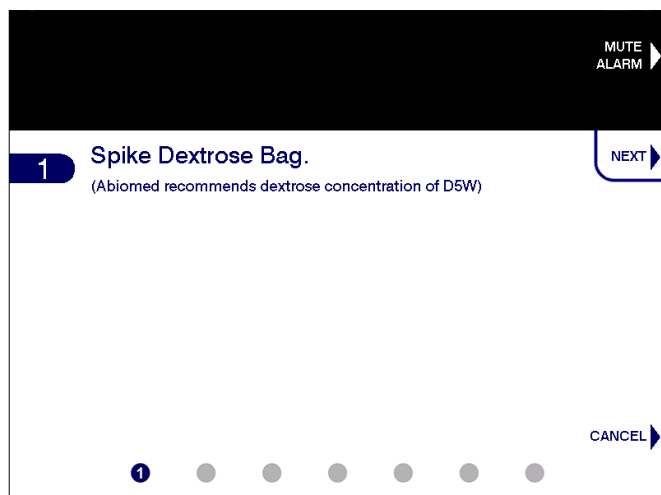 MUTE
ALARM
1
Spike Dextrose Bag.
NEXT
(Abiomed recommends dextrose concentration of D5W)
CANCEL
1